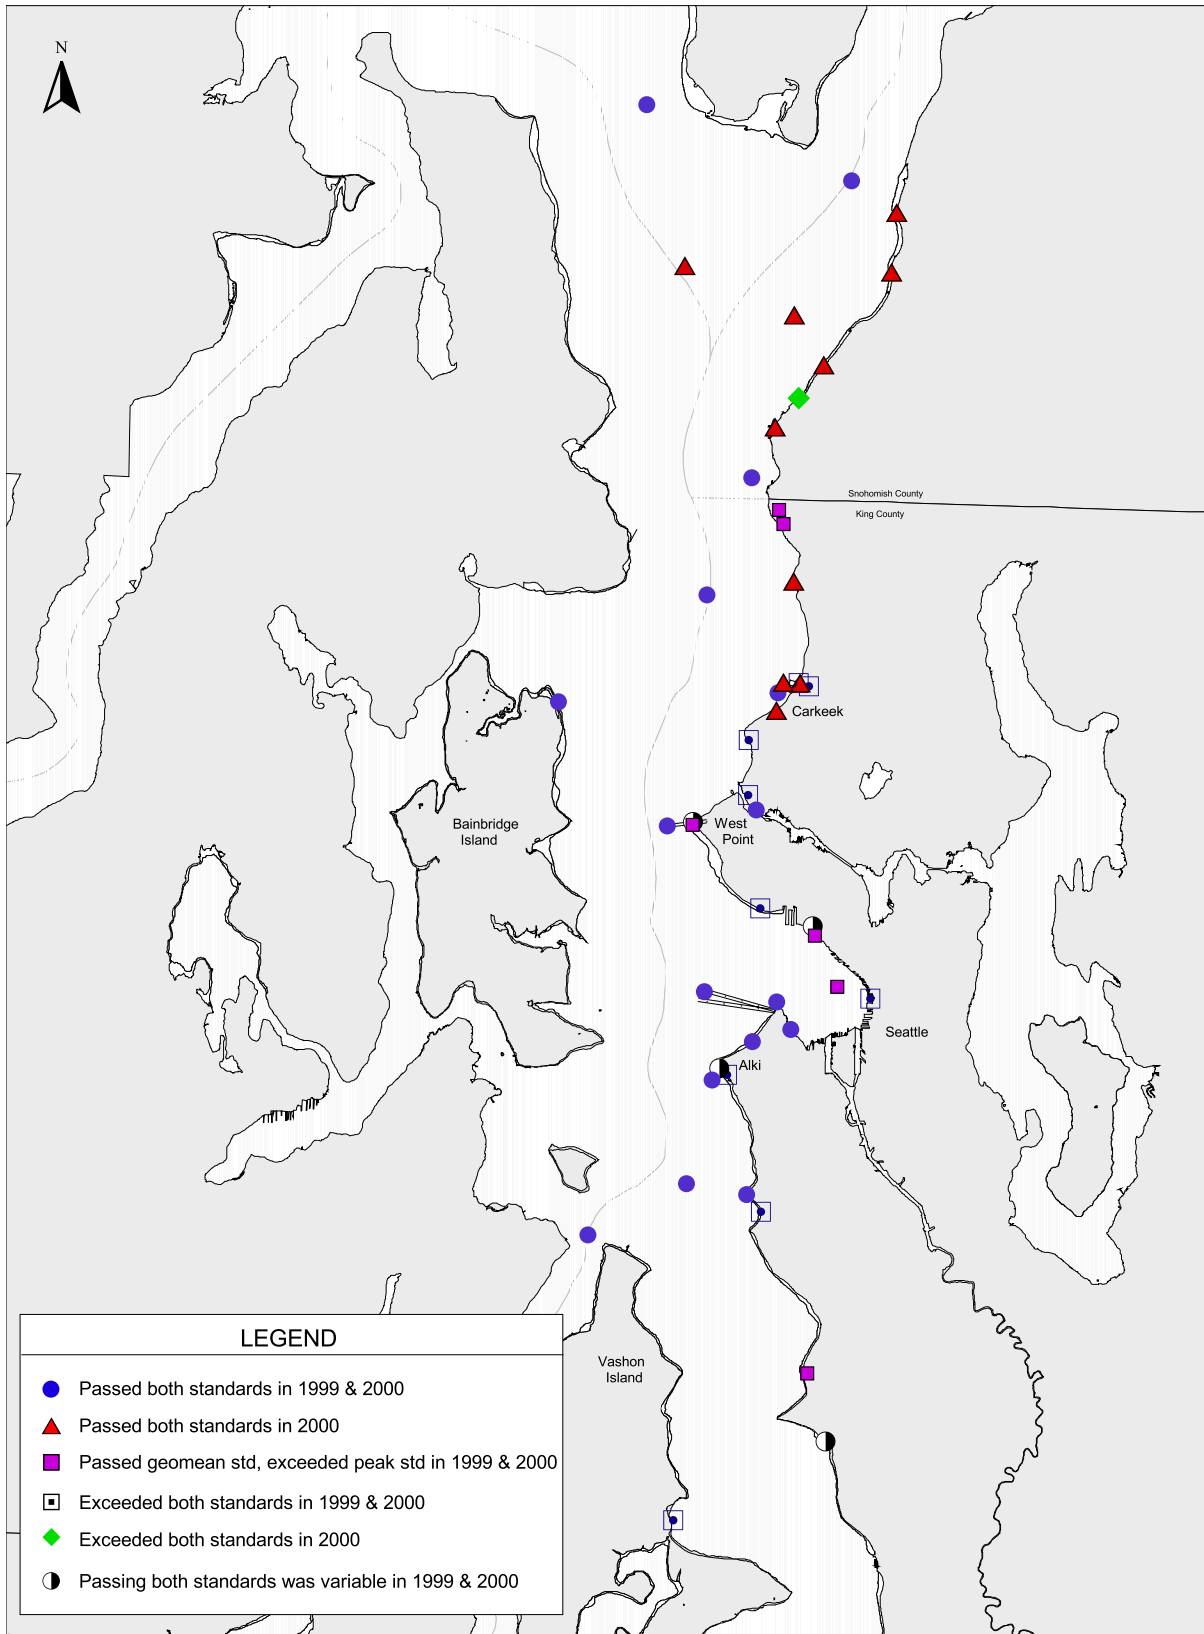 N
Snohomish County
King County
Carkeek
Bainbridge
Island
West
Point
Seattle
Alki
Vashon
Island
LEGEND
Passed both standards in 1999 & 2000
Passed both standards in 2000
Passed geomean std, exceeded peak std in 1999 & 2000
Exceeded both standards in 1999 & 2000
Exceeded both standards in 2000
Passing both standards was variable in 1999 & 2000